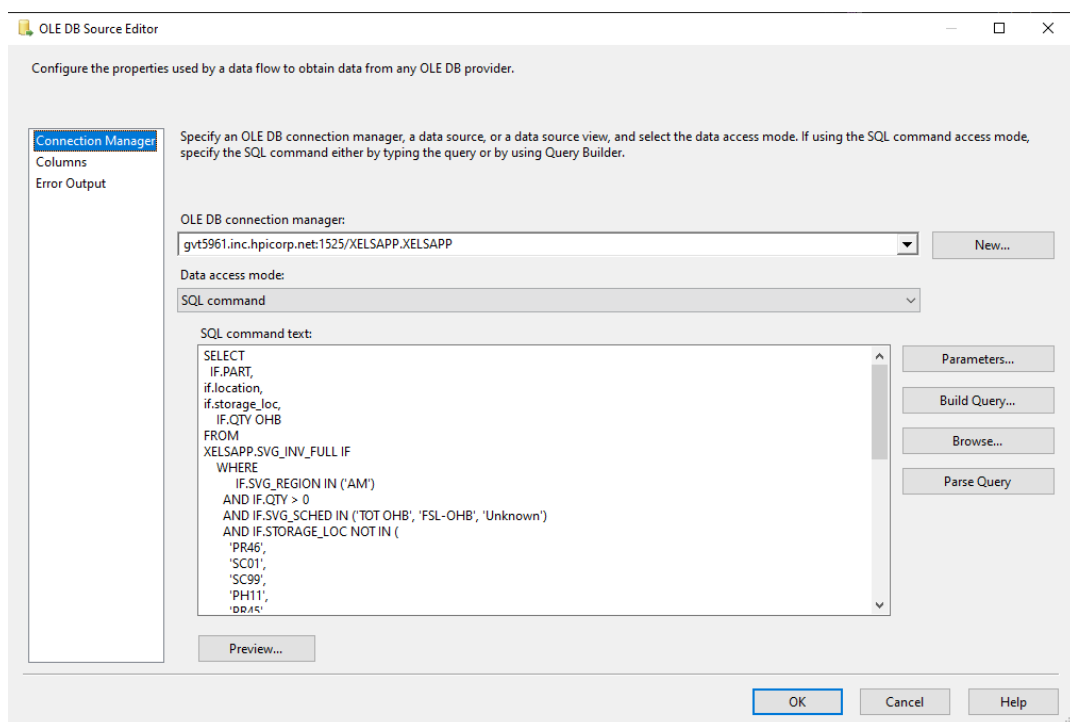 OLE DB Source Editor
Configure the properties used by a data flow to obtain data from any OLE DB provider.
Connection Manager
Columns
Error Output
Specify an OLE DB connection manager, a data source, or a data source view, and select the data access mode. If using the SQL command access mode,
specify the SQL command either by typing the query or by using Query Builder.
OLE DB connection manager:
gvt5961.inc.hpicorp.net:1525/XELSAPP.XELSAPP
New...
Data access mode:
SQL command
SQL command text:
SELECT
IF.PART,
if.location,
if.storage_loc,
IF.QTY OHB
FROM
XELSAPP.SVG_INV_FULL IF
WHERE
IF.SVG_REGION IN ('AM')
AND IF.QTY > 0
AND IF.SVG_SCHED IN ('TOT OHB', 'FSL-OHB', 'Unknown')
AND IF.STORAGE_LOC NOT IN (
'PR46',
'SC01',
'SC99',
'PH11',
'PR45'
Parameters...
Build Query...
Browse...
Parse Query
Preview...
OK
Cancel
Help